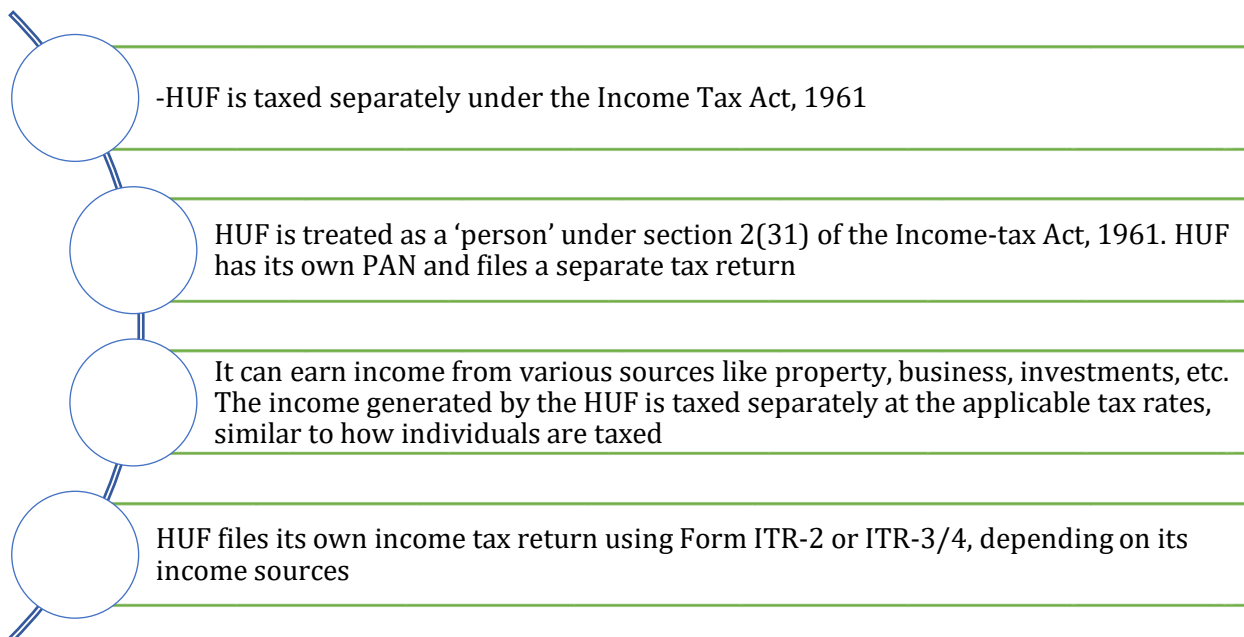 -HUF is taxed separately under the Income Tax Act, 1961
HUF is treated as a ‘person’ under section 2(31) of the Income-tax Act, 1961. HUF
has its own PAN and files a separate tax return
It can earn income from various sources like property, business, investments, etc.
The income generated by the HUF is taxed separately at the applicable tax rates,
similar to how individuals are taxed
HUF files its own income tax return using Form ITR-2 or ITR-3/4, depending on its
income sources